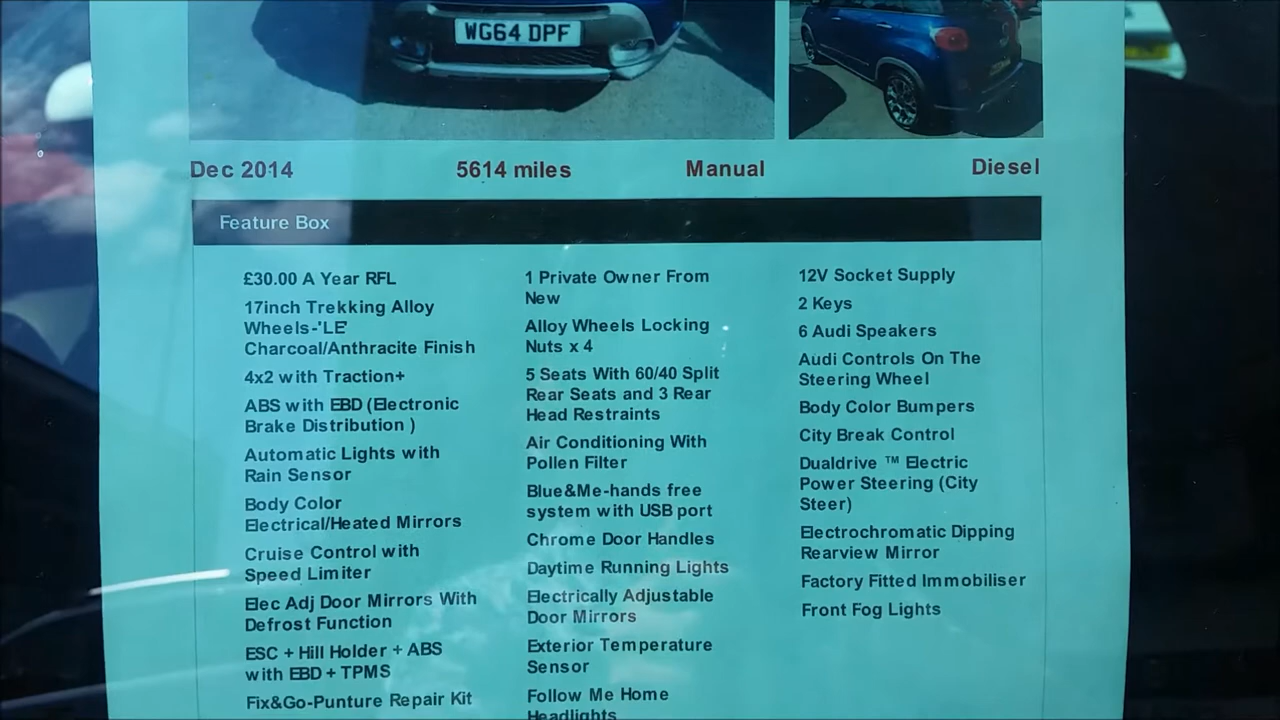 WG64 DPF
Dec 2014 5614 miles Manual Diesel
Feature Box
£30.00 A Year RFL
17inch Trekking Alloy
Wheels-'LE'
Charcoal/Anthracite Finish
4x2 with Traction+
ABS with EBD (Electronic
Brake Distribution )
Automatic Lights with
Rain Sensor
Body Color
Electrical/Heated Mirrors
Cruise Control with
Speed Limiter
Elec Adj Door Mirrors With
Defrost Function
ESC + Hill Holder + ABS
with EBD + TPMS
Fix&Go-Punture Repair Kit
1 Private Owner From
New
Alloy Wheels Locking
Nuts x 4
5 Seats With 60/40 Split
Rear Seats and 3 Rear
Head Restraints
Air Conditioning With
Pollen Filter
Blue&Me-hands free
system with USB port
Chrome Door Handles
Daytime Running Lights
Electrically Adjustable
Door Mirrors
Exterior Temperature
Sensor
Follow Me Home
Headlights
12V Socket Supply
2 Keys
6 Audi Speakers
Audi Controls On The
Steering Wheel
Body Color Bumpers
City Break Control
Dualdrive ™ Electric
Power Steering (City
Steer)
Electrochromatic Dipping
Rearview Mirror
Factory Fitted Immobiliser
Front Fog Lights